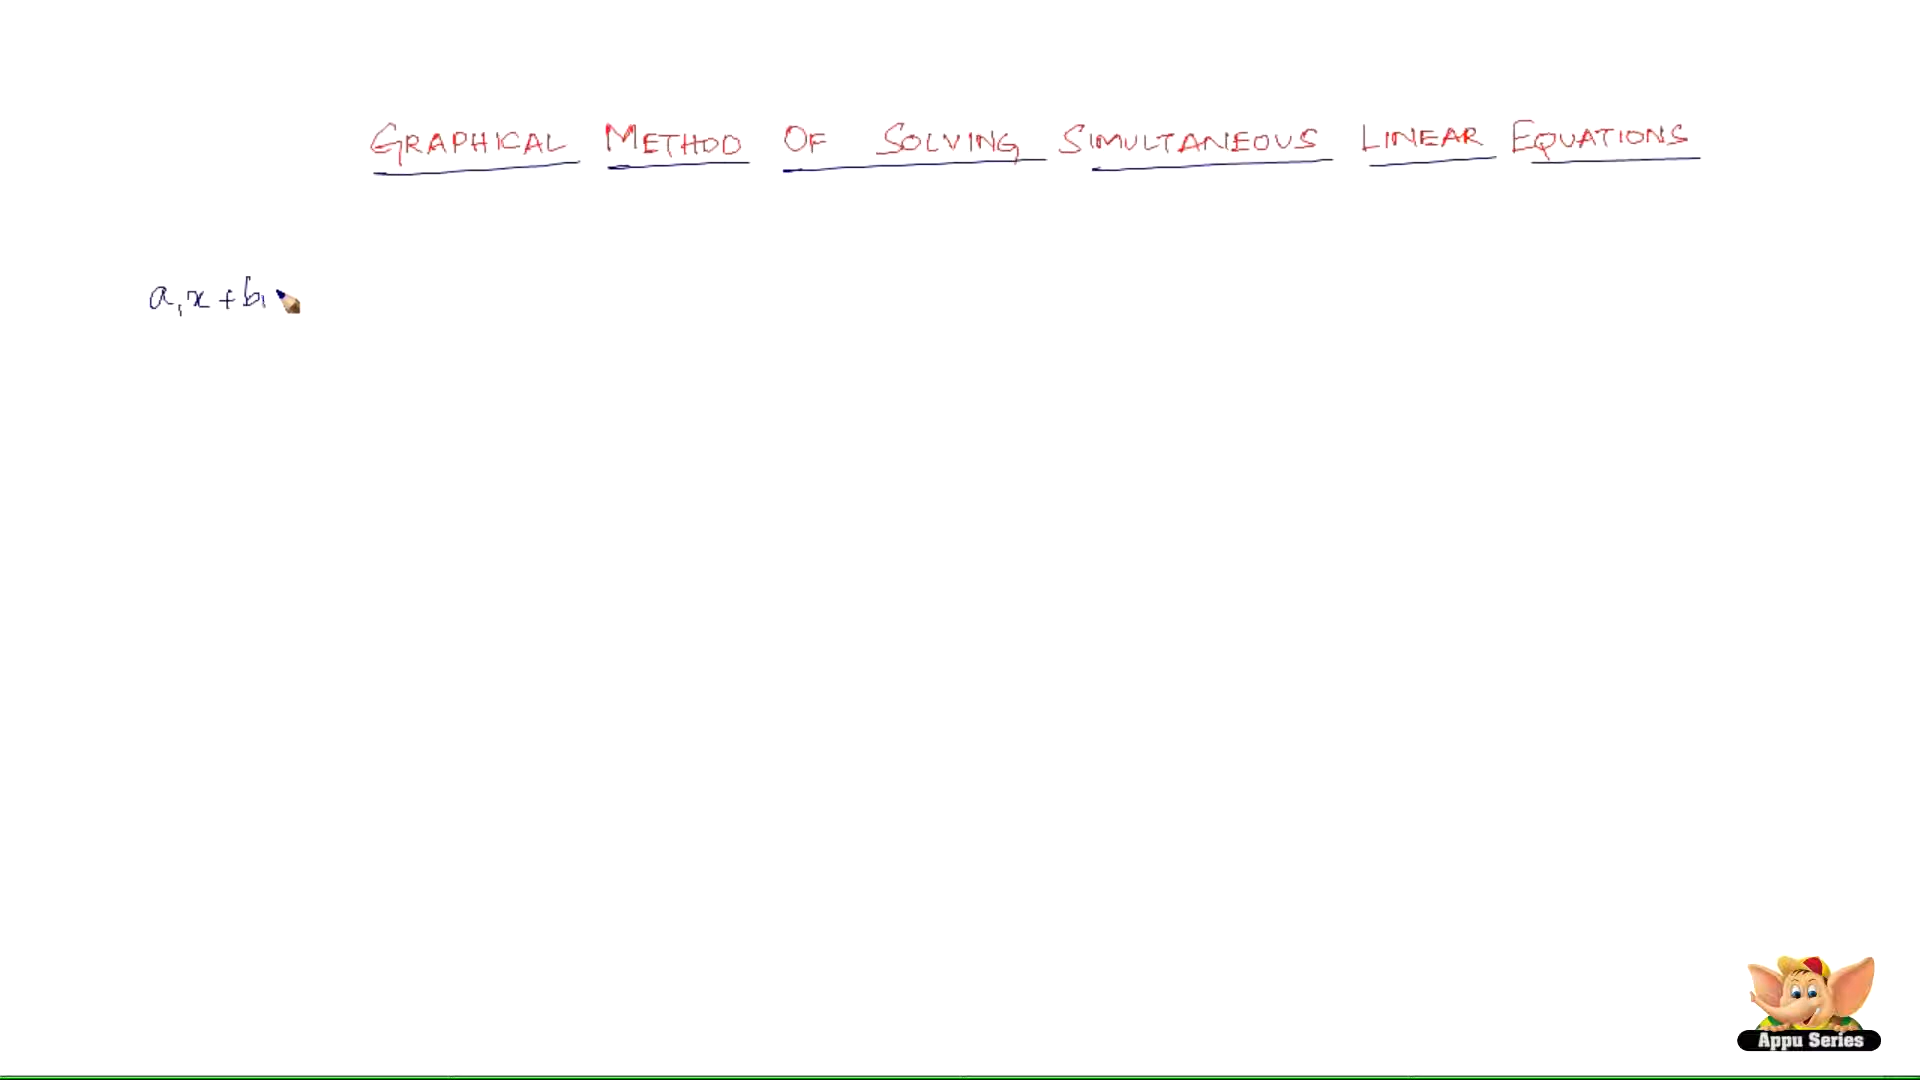 GRAPHICAL METHOD OF SOLVING SIMULTANEOUS LINEAR EQUATIONS
a₁x + b₁
Appu Series